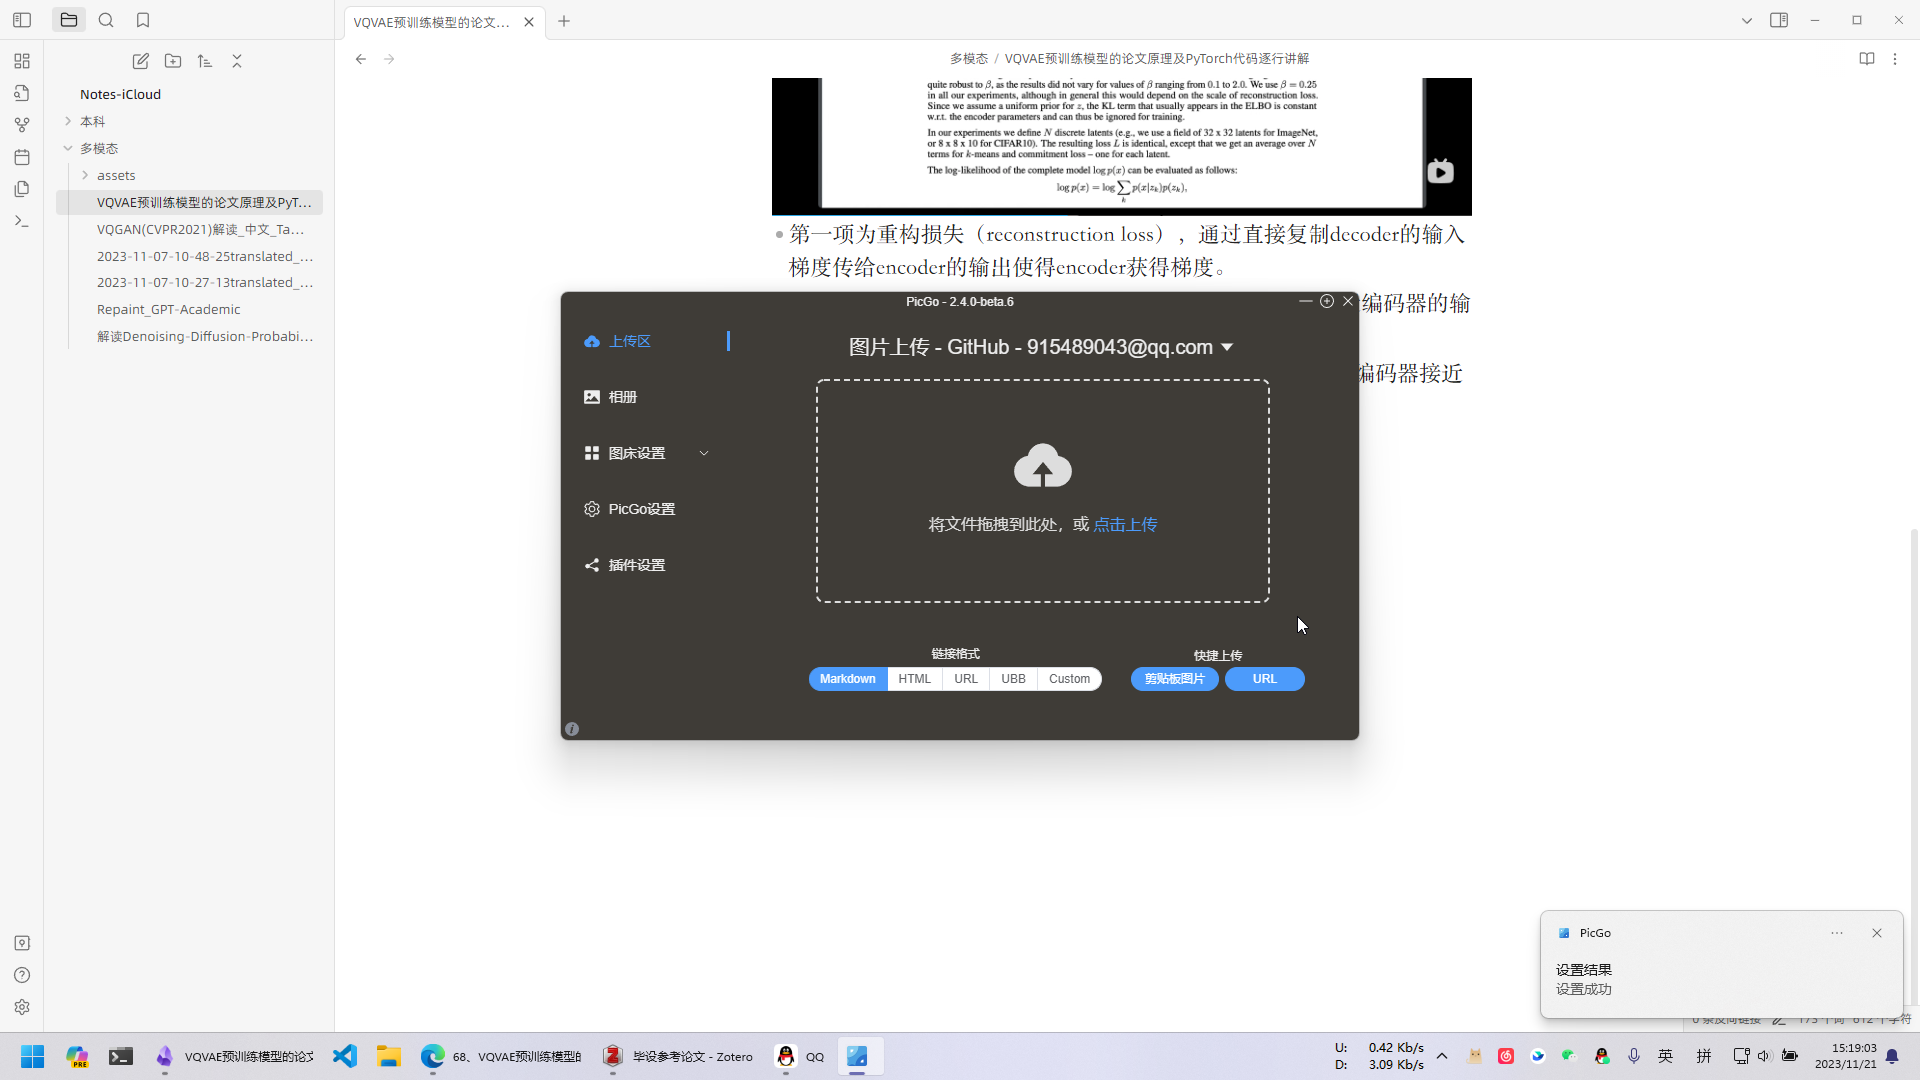 VQVAE预训练模型的论文...
多模态 / VQVAE预训练模型的论文原理及PyTorch代码逐行讲解
Notes-iCloud
本科
多模态
assets
VQVAE预训练模型的论文原理及PyT...
VQGAN(CVPR2021)解读_中文_Ta...
2023-11-07-10-48-25translated_...
2023-11-07-10-27-13translated_...
Repaint_GPT-Academic
解读Denoising-Diffusion-Probabi...
quite robust to β, as the results did not vary for values of β ranging from 0.1 to 2.0. We use β = 0.25
in all our experiments, although in general this would depend on the scale of reconstruction loss.
Since we assume a uniform prior for z, the KL term that usually appears in the ELBO is constant
w.r.t. the encoder parameters and can thus be ignored for training.
In our experiments we define N discrete latents (e.g., we use a field of 32 x 32 latents for ImageNet,
or 8 x 8 x 10 for CIFAR10). The resulting loss L is identical, except that we get an average over N
terms for k-means and commitment loss – one for each latent.
The log-likelihood of the complete model log p(x) can be evaluated as follows:
log p(x) = log ∑k p(x|zk)p(zk),
第一项为重构损失（reconstruction loss），通过直接复制decoder的输入
梯度传给encoder的输出使得encoder获得梯度。
编码器的输
编码器接近
PicGo - 2.4.0-beta.6
上传区
相册
图床设置
PicGo设置
插件设置
图片上传 - GitHub - 915489043@qq.com
将文件拖拽到此处，或 点击上传
链接格式
Markdown HTML URL UBB Custom
快捷上传
剪贴板图片 URL
PicGo
设置结果
设置成功
0 条反向链接 173 个词 612 个字符
PRE
VQVAE预训练模型的论文
68、VQVAE预训练模型的
毕设参考论文 - Zotero
QQ
U: 0.42 Kb/s
D: 3.09 Kb/s
英
拼
15:19:03
2023/11/21